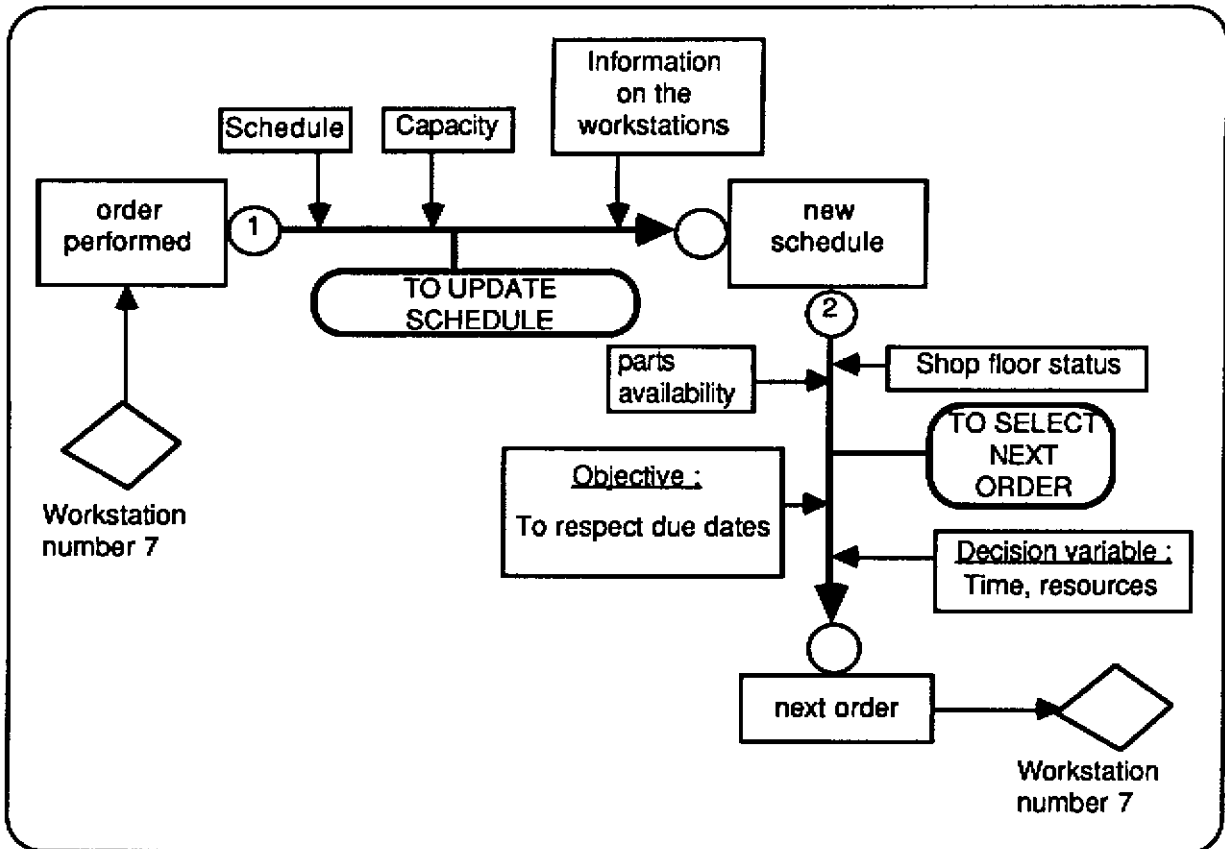 Information
on the
workstations
Schedule
Capacity
order
performed
1
new
schedule
TO UPDATE
SCHEDULE
2
parts
availability
Shop floor status
TO SELECT
NEXT
ORDER
Objective :
To respect due dates
Workstation
number 7
Decision variable :
Time, resources
next order
Workstation
number 7